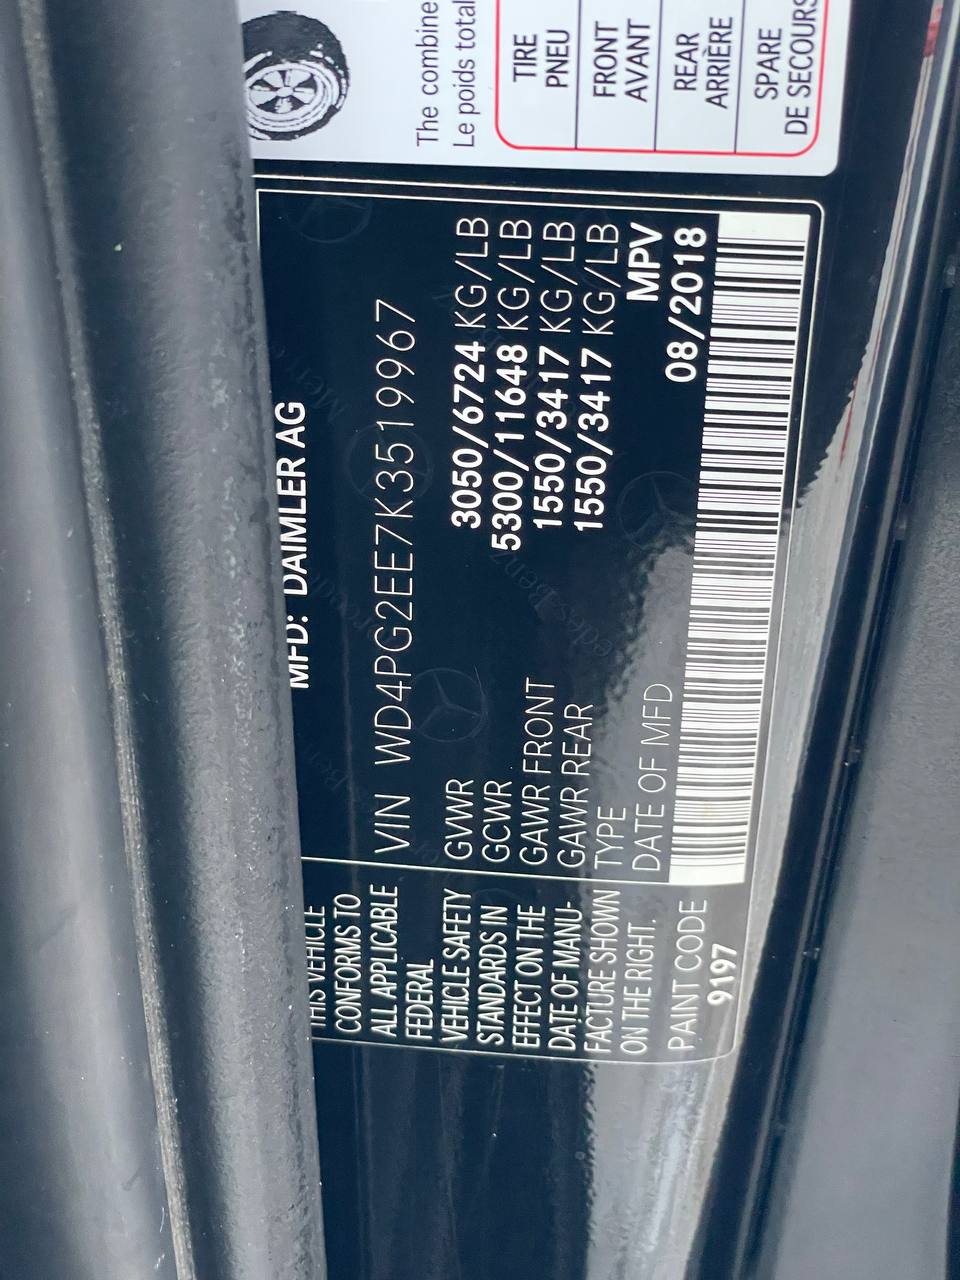 MFD: DAIMLER AG
VIN WD4PG2EE7K3519967
GVWR 3050/6724 KG/LB
GCWR 5300/11648 KG/LB
GAWR FRONT 1550/3417 KG/LB
GAWR REAR 1550/3417 KG/LB
TYPE MPV
DATE OF MFD 08/2018
THIS VEHICLE
CONFORMS TO
ALL APPLICABLE
FEDERAL
VEHICLE SAFETY
STANDARDS IN
EFFECT ON THE
DATE OF MANU-
FACTURE SHOWN
ON THE RIGHT.
PAINT CODE
9197
The combine
Le poids total
TIRE
PNEU
FRONT
AVANT
REAR
ARRIÈRE
SPARE
DE SECOURS